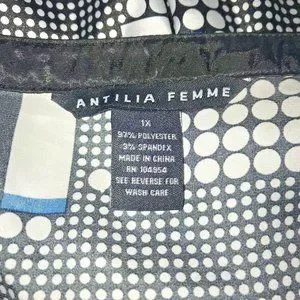 ANTILIA FEMME
1X
97% POLYESTER
3% SPANDEX
MADE IN CHINA
RN 104954
SEE REVERSE FOR
WASH CARE